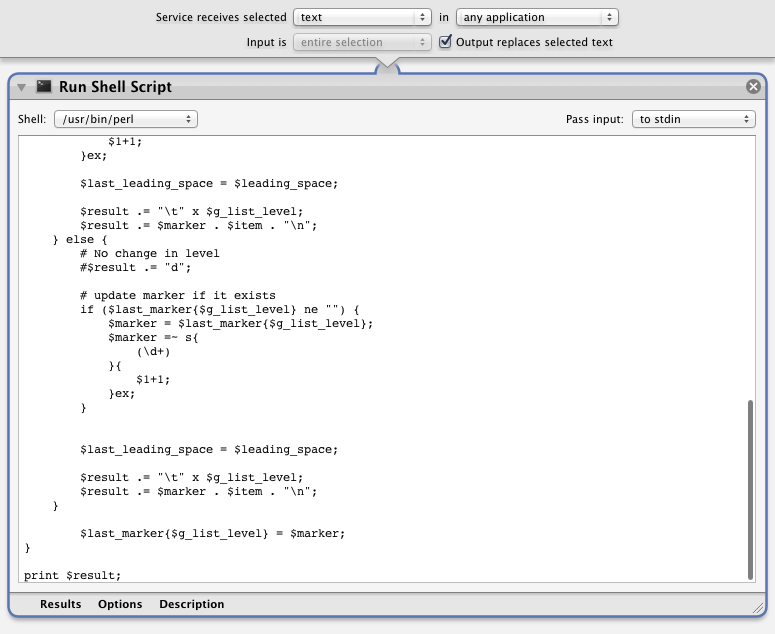 Service receives selected text in any application
Input is entire selection Output replaces selected text
Run Shell Script
Shell: /usr/bin/perl Pass input: to stdin
            $1+1;
        }ex;

        $last_leading_space = $leading_space;

        $result .= "\t" x $g_list_level;
        $result .= $marker . $item . "\n";
    } else {
        # No change in level
        #$result .= "d";

        # update marker if it exists
        if ($last_marker{$g_list_level} ne "") {
            $marker = $last_marker{$g_list_level};
            $marker =~ s{
                (\d+)
            }{
                $1+1;
            }ex;
        }


        $last_leading_space = $leading_space;

        $result .= "\t" x $g_list_level;
        $result .= $marker . $item . "\n";
    }

        $last_marker{$g_list_level} = $marker;
}

print $result;
Results Options Description